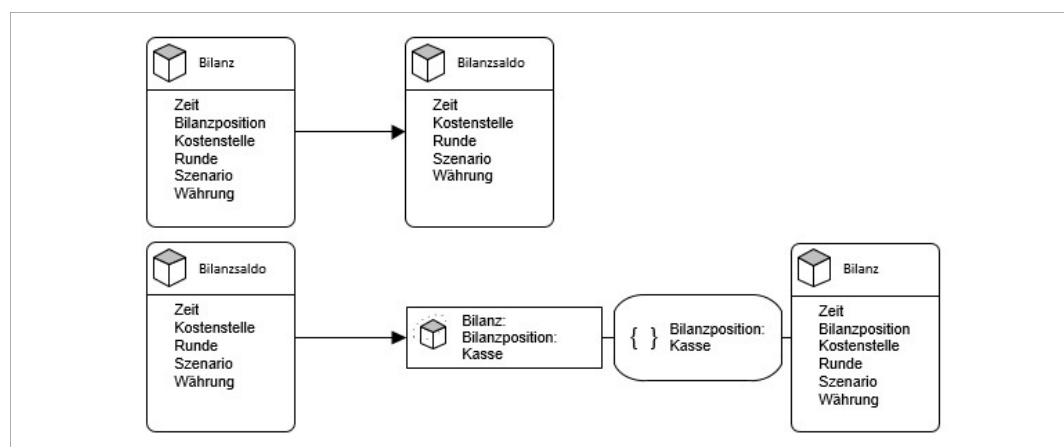 Bilanz
Zeit
Bilanzposition
Kostenstelle
Runde
Szenario
Währung
Bilanzsaldo
Zeit
Kostenstelle
Runde
Szenario
Währung
Bilanzsaldo
Zeit
Kostenstelle
Runde
Szenario
Währung
Bilanz:
Bilanzposition:
Kasse
{ }
Bilanzposition:
Kasse
Bilanz
Zeit
Bilanzposition
Kostenstelle
Runde
Szenario
Währung